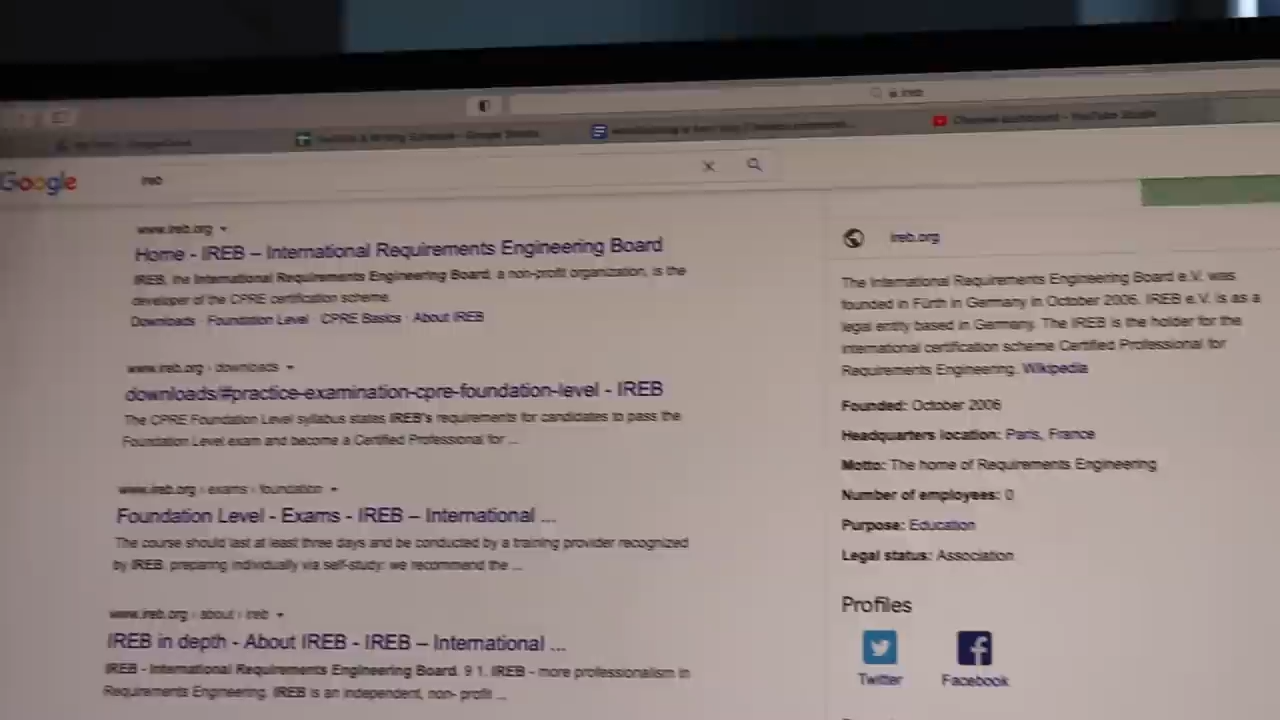 ireb
Google Sheets
YouTube Studio
Google
ireb
www.ireb.org
Home - IREB – International Requirements Engineering Board
IREB, the International Requirements Engineering Board, a non-profit organization, is the
developer of the CPRE certification scheme.
Downloads · Foundation Level · CPRE Basics · About IREB
www.ireb.org › downloads
downloads/#practice-examination-cpre-foundation-level - IREB
The CPRE Foundation Level syllabus states IREB's requirements for candidates to pass the
Foundation Level exam and become a Certified Professional for ...
www.ireb.org › exams › foundation
Foundation Level - Exams - IREB – International ...
The course should last at least three days and be conducted by a training provider recognized
by IREB. preparing individually via self-study: we recommend the ...
www.ireb.org › about › ireb
IREB in depth - About IREB - IREB – International ...
IREB - International Requirements Engineering Board. 9 1. IREB - more professionalism in
Requirements Engineering. IREB is an independent, non- profit ...
ireb.org
The International Requirements Engineering Board e.V. was
founded in Fürth in Germany in October 2006. IREB e.V. is as a
legal entity based in Germany. The IREB is the holder for the
international certification scheme Certified Professional for
Requirements Engineering. Wikipedia
Founded: October 2006
Headquarters location: Paris, France
Motto: The home of Requirements Engineering
Number of employees: 0
Purpose: Education
Legal status: Association
Profiles
Twitter
Facebook